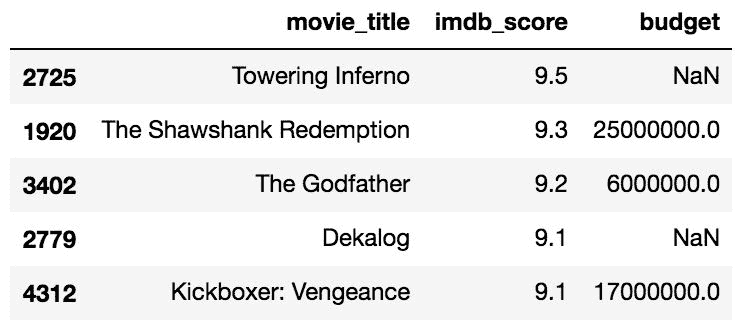 movie_title imdb_score budget
2725 Towering Inferno 9.5 NaN
1920 The Shawshank Redemption 9.3 25000000.0
3402 The Godfather 9.2 6000000.0
2779 Dekalog 9.1 NaN
4312 Kickboxer: Vengeance 9.1 17000000.0